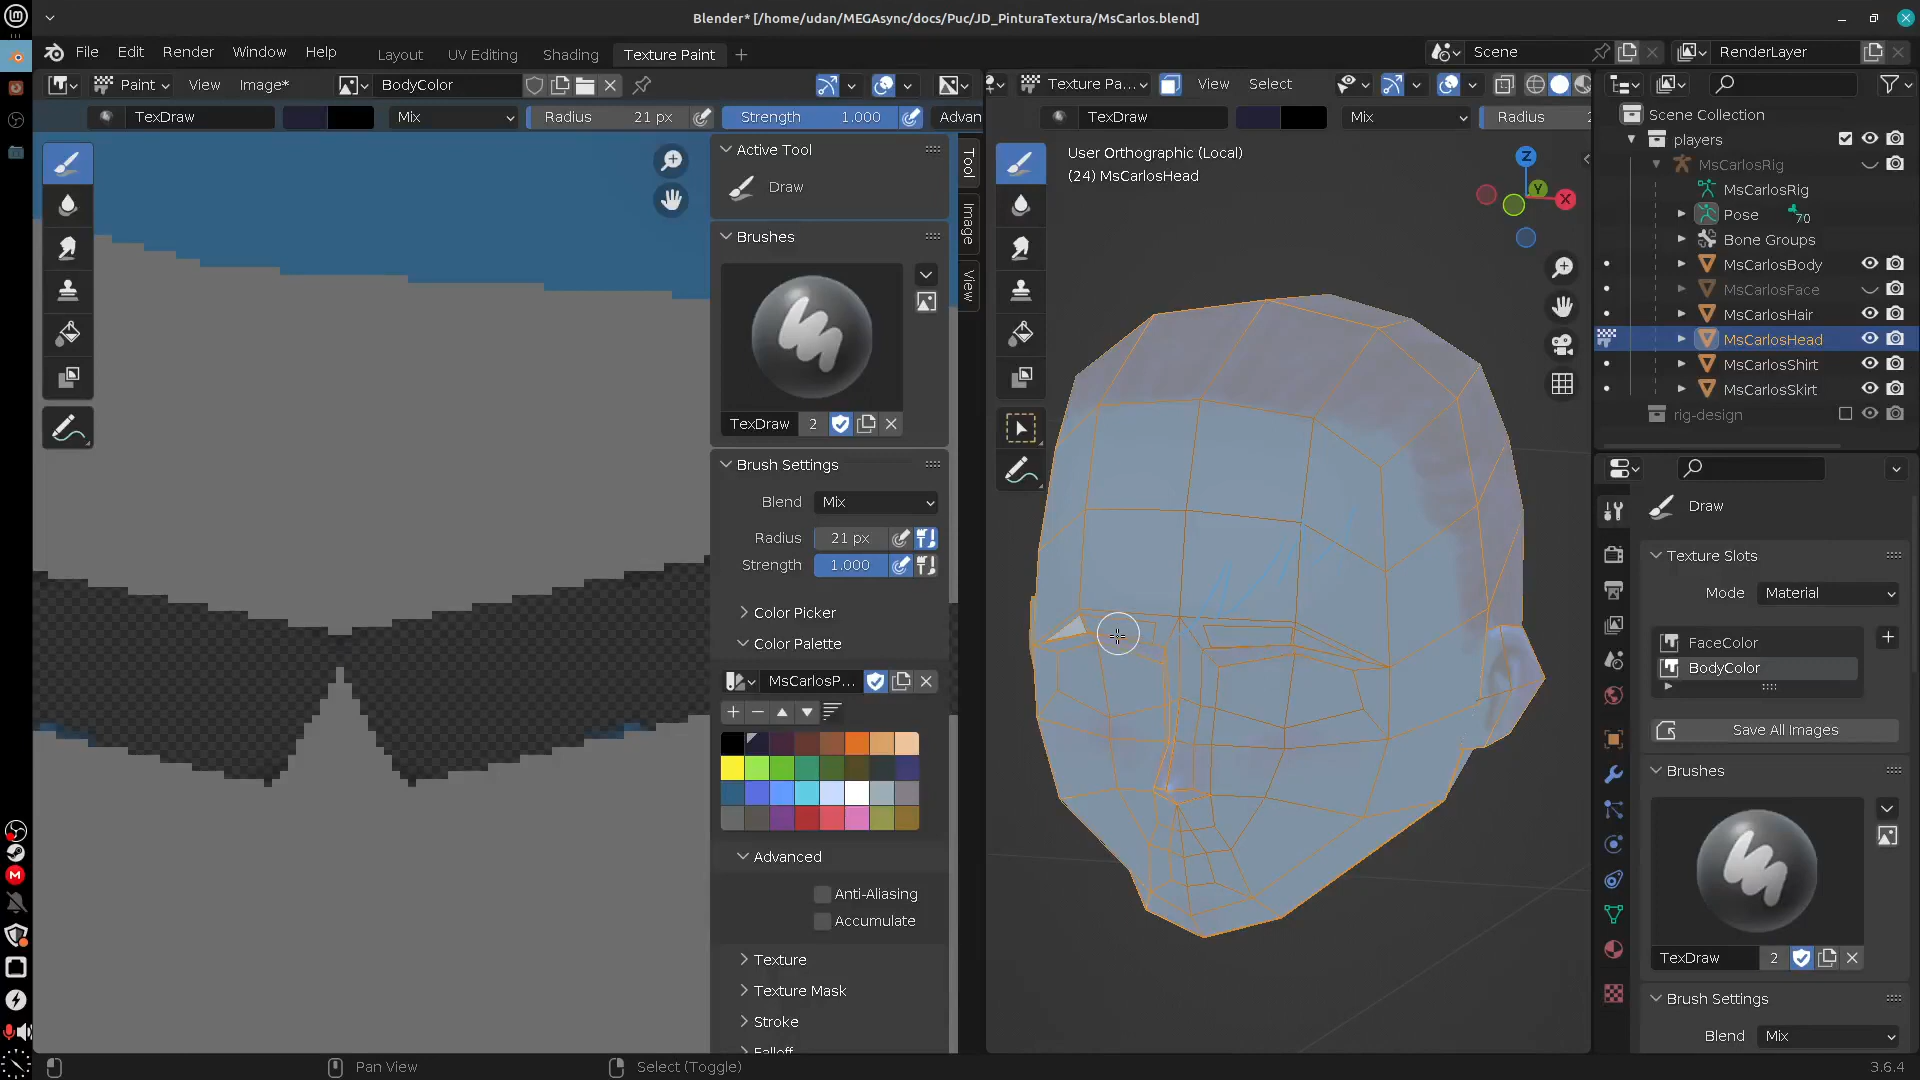 Blender* [/home/udan/MEGAsync/docs/Puc/JD_PinturaTextura/MsCarlos.blend]
File Edit Render Window Help Layout UV Editing Shading Texture Paint + Scene RenderLayer
Paint View Image* BodyColor Texture Pa... View Select
TexDraw Mix Radius 21 px Strength 1.000 Advan TexDraw Mix Radius
Active Tool
Draw
Brushes
TexDraw 2
Brush Settings
Blend Mix
Radius 21 px
Strength 1.000
Color Picker
Color Palette
MsCarlosP...
Advanced
Anti-Aliasing
Accumulate
Texture
Texture Mask
Stroke
Falloff
Tool
Image
View
User Orthographic (Local)
(24) MsCarlosHead
Z
Y
X
Scene Collection
players
MsCarlosRig
MsCarlosRig
Pose 70
Bone Groups
MsCarlosBody
MsCarlosFace
MsCarlosHair
MsCarlosHead
MsCarlosShirt
MsCarlosSkirt
rig-design
Draw
Texture Slots
Mode Material
FaceColor
BodyColor
Save All Images
Brushes
TexDraw 2
Brush Settings
Blend Mix
Pan View Select (Toggle) 3.6.4